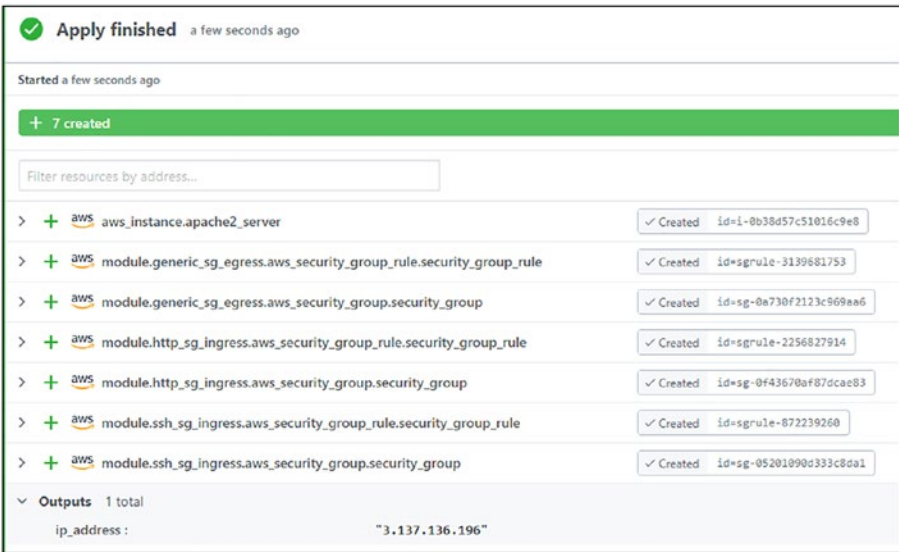 Apply finished a few seconds ago
Started a few seconds ago
+ 7 created
Filter resources by address...
aws aws_instance.apache2_server Created id=i-0b38d57c51016c9e8
aws module.generic_sg_egress.aws_security_group_rule.security_group_rule Created id=sgrule-3139681753
aws module.generic_sg_egress.aws_security_group.security_group Created id=sg-0a730f2123c969aa6
aws module.http_sg_ingress.aws_security_group_rule.security_group_rule Created id=sgrule-2256827914
aws module.http_sg_ingress.aws_security_group.security_group Created id=sg-0f43670af87dcae83
aws module.ssh_sg_ingress.aws_security_group_rule.security_group_rule Created id=sgrule-872239260
aws module.ssh_sg_ingress.aws_security_group.security_group Created id=sg-05201090d333c8da1
Outputs 1 total
ip_address : "3.137.136.196"